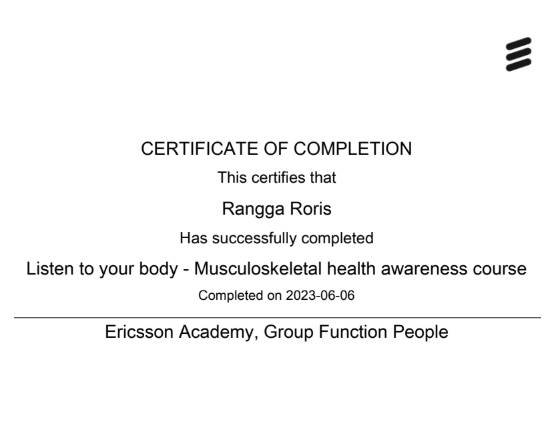 CERTIFICATE OF COMPLETION
This certifies that
Rangga Roris
Has successfully completed
Listen to your body - Musculoskeletal health awareness course
Completed on 2023-06-06
Ericsson Academy, Group Function People